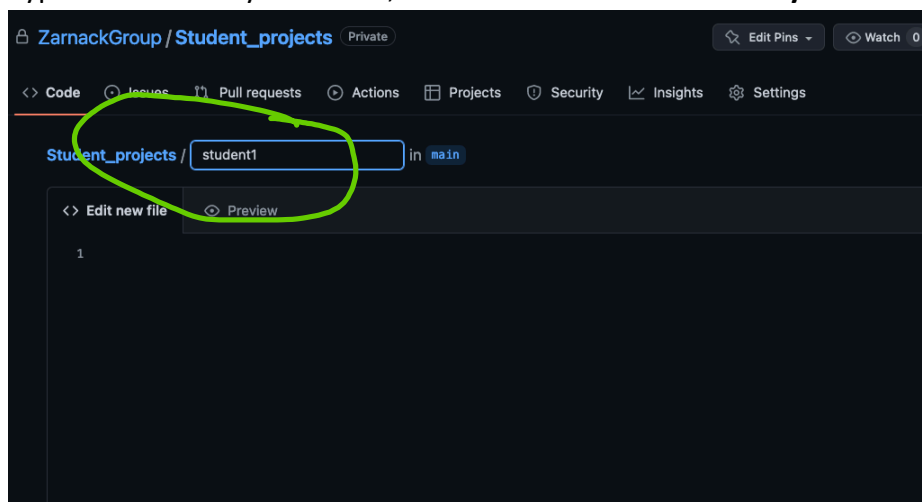 ZarnackGroup / Student_projects Private Edit Pins Watch 0
Code Issues Pull requests Actions Projects Security Insights Settings
Student_projects / student1 in main
Edit new file Preview
1